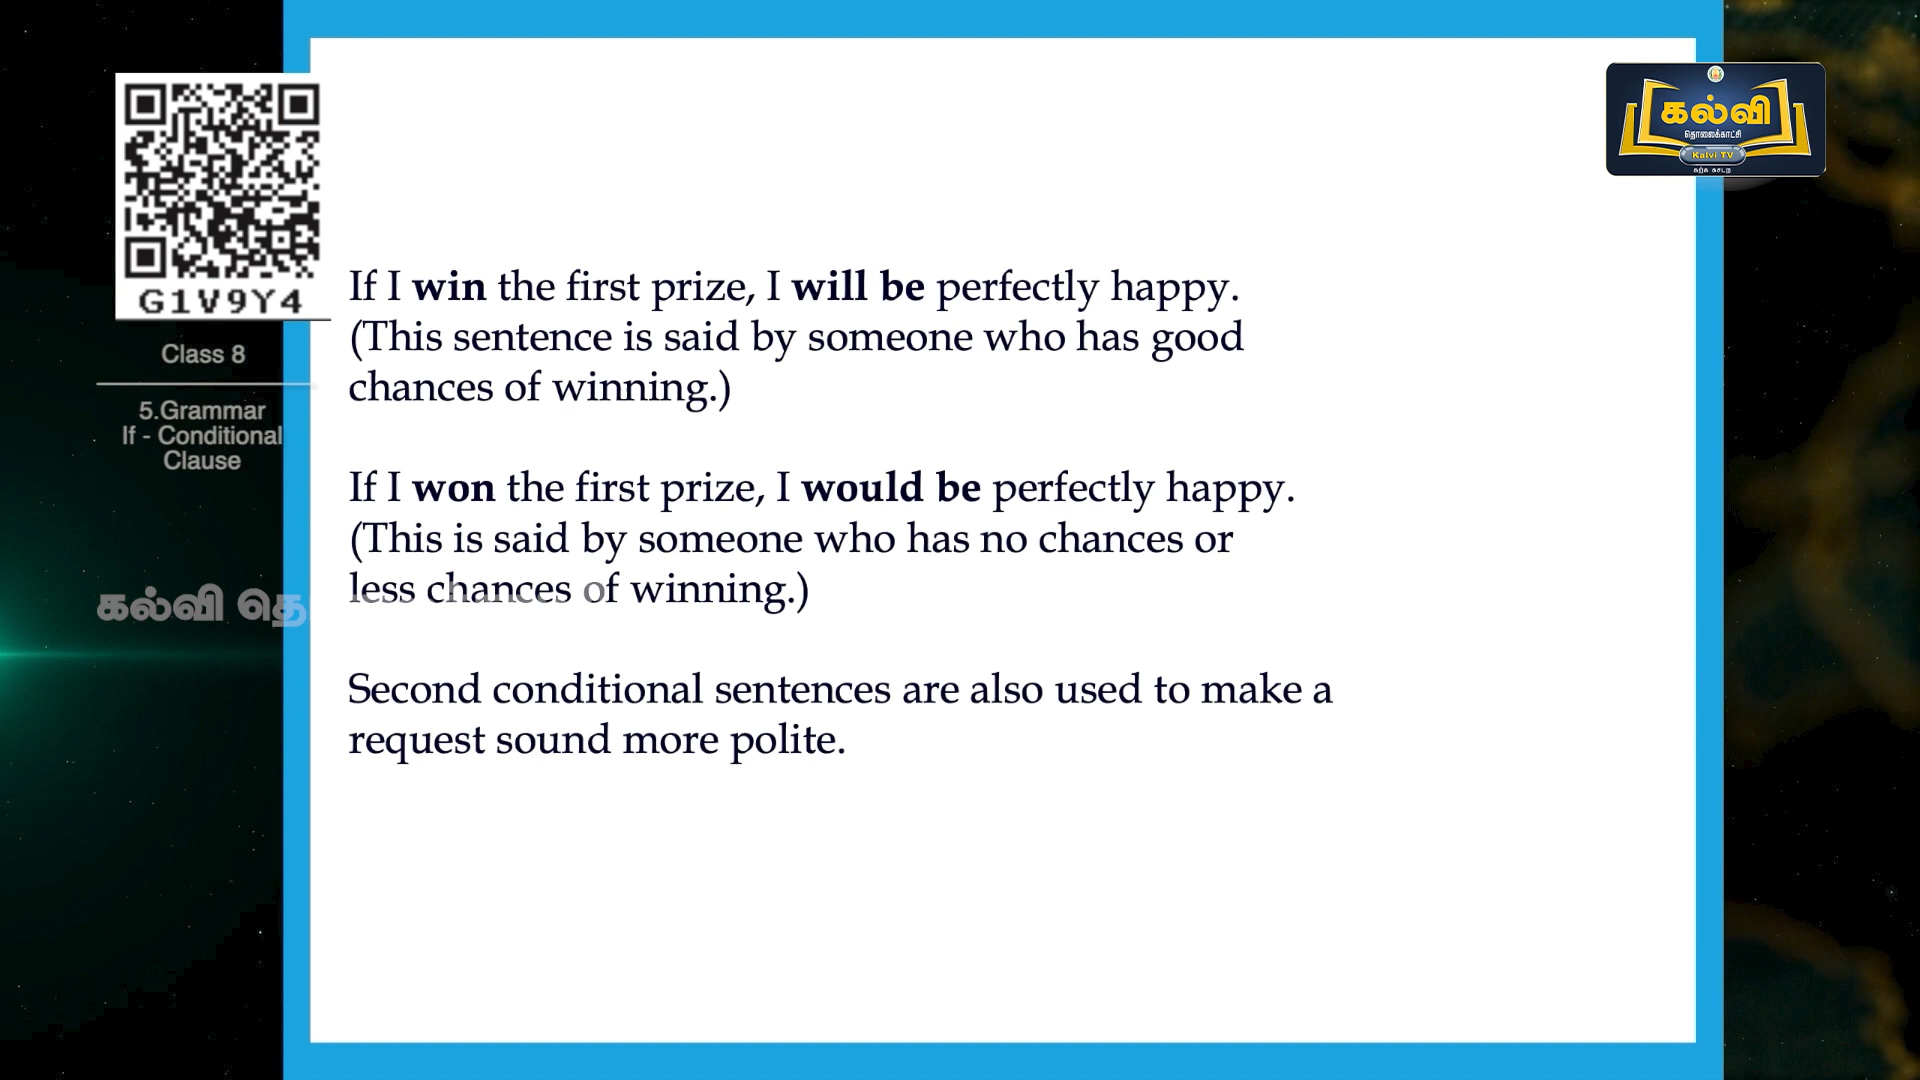 G1V9Y4
Class 8
5.Grammar
If - Conditional
Clause
கல்வி
தொலைக்காட்சி
Kalvi TV
கற்க கசடற
If I win the first prize, I will be perfectly happy.
(This sentence is said by someone who has good
chances of winning.)
If I won the first prize, I would be perfectly happy.
(This is said by someone who has no chances or
less chances of winning.)
கல்வி
Second conditional sentences are also used to make a
request sound more polite.